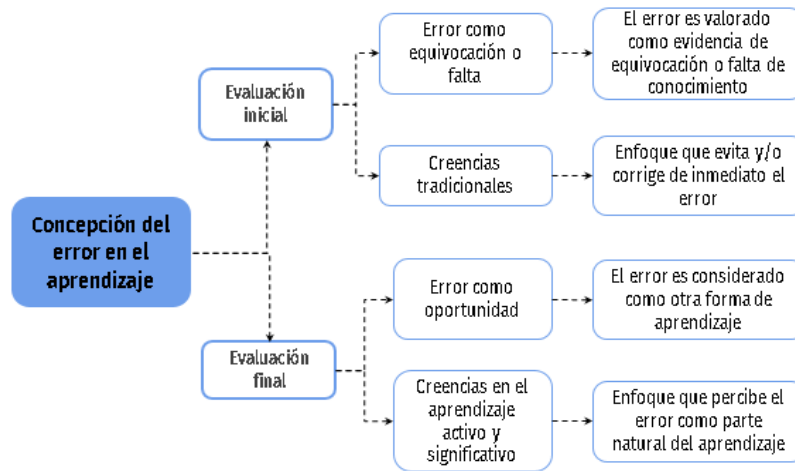 Concepción del
error en el
aprendizaje
Evaluación
inicial
Error como
equivocación o
falta
El error es valorado
como evidencia de
equivocación o falta de
conocimiento
Creencias
tradicionales
Enfoque que evita y/o
corrige de inmediato el
error
Evaluación
final
Error como
oportunidad
El error es considerado
como otra forma de
aprendizaje
Creencias en el
aprendizaje
activo y
significativo
Enfoque que percibe el
error como parte
natural del aprendizaje